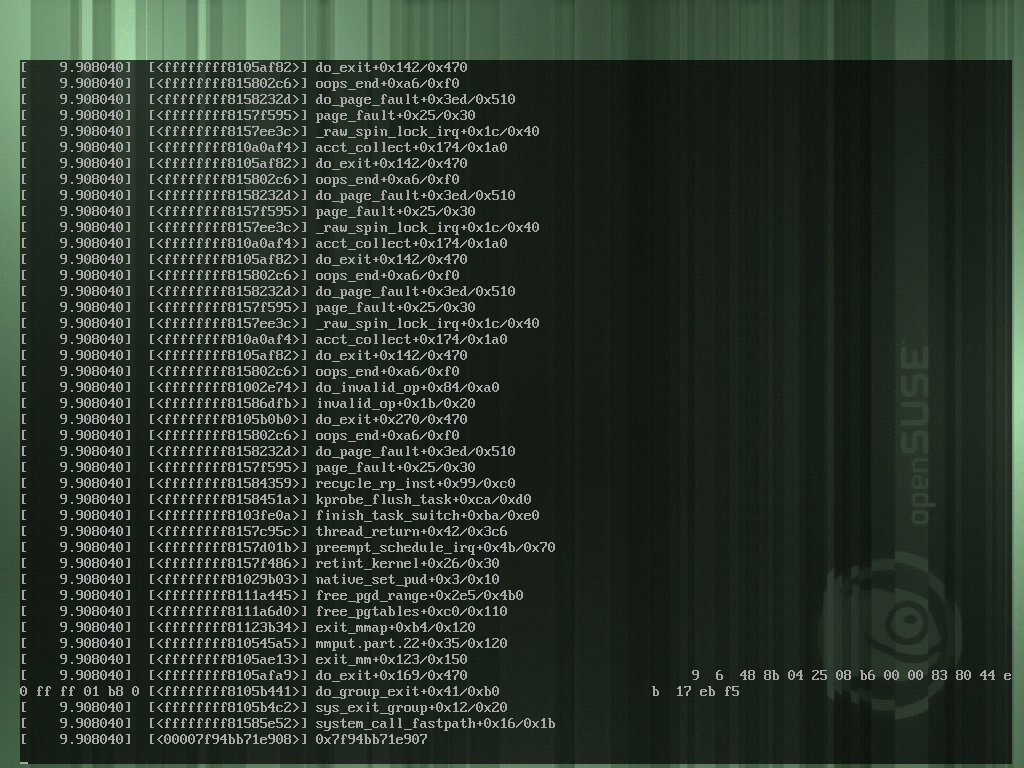 [    9.908040]  [<ffffffff8105af82>] do_exit+0x142/0x470
[    9.908040]  [<ffffffff815802c6>] oops_end+0xa6/0xf0
[    9.908040]  [<ffffffff8158232d>] do_page_fault+0x3ed/0x510
[    9.908040]  [<ffffffff8157f595>] page_fault+0x25/0x30
[    9.908040]  [<ffffffff8157ee3c>] _raw_spin_lock_irq+0x1c/0x40
[    9.908040]  [<ffffffff810a0af4>] acct_collect+0x174/0x1a0
[    9.908040]  [<ffffffff8105af82>] do_exit+0x142/0x470
[    9.908040]  [<ffffffff815802c6>] oops_end+0xa6/0xf0
[    9.908040]  [<ffffffff8158232d>] do_page_fault+0x3ed/0x510
[    9.908040]  [<ffffffff8157f595>] page_fault+0x25/0x30
[    9.908040]  [<ffffffff8157ee3c>] _raw_spin_lock_irq+0x1c/0x40
[    9.908040]  [<ffffffff810a0af4>] acct_collect+0x174/0x1a0
[    9.908040]  [<ffffffff8105af82>] do_exit+0x142/0x470
[    9.908040]  [<ffffffff815802c6>] oops_end+0xa6/0xf0
[    9.908040]  [<ffffffff8158232d>] do_page_fault+0x3ed/0x510
[    9.908040]  [<ffffffff8157f595>] page_fault+0x25/0x30
[    9.908040]  [<ffffffff8157ee3c>] _raw_spin_lock_irq+0x1c/0x40
[    9.908040]  [<ffffffff810a0af4>] acct_collect+0x174/0x1a0
[    9.908040]  [<ffffffff8105af82>] do_exit+0x142/0x470
[    9.908040]  [<ffffffff815802c6>] oops_end+0xa6/0xf0
[    9.908040]  [<ffffffff81002e74>] do_invalid_op+0x84/0xa0
[    9.908040]  [<ffffffff81586dfb>] invalid_op+0x1b/0x20
[    9.908040]  [<ffffffff8105b0b0>] do_exit+0x270/0x470
[    9.908040]  [<ffffffff815802c6>] oops_end+0xa6/0xf0
[    9.908040]  [<ffffffff8158232d>] do_page_fault+0x3ed/0x510
[    9.908040]  [<ffffffff8157f595>] page_fault+0x25/0x30
[    9.908040]  [<ffffffff81584359>] recycle_rp_inst+0x99/0xc0
[    9.908040]  [<ffffffff8158451a>] kprobe_flush_task+0xca/0xd0
[    9.908040]  [<ffffffff8103fe0a>] finish_task_switch+0xba/0xe0
[    9.908040]  [<ffffffff8157c95c>] thread_return+0x42/0x3c6
[    9.908040]  [<ffffffff8157d01b>] preempt_schedule_irq+0x4b/0x70
[    9.908040]  [<ffffffff8157f486>] retint_kernel+0x26/0x30
[    9.908040]  [<ffffffff81029b03>] native_set_pud+0x3/0x10
[    9.908040]  [<ffffffff8111a445>] free_pgd_range+0x2e5/0x4b0
[    9.908040]  [<ffffffff8111a6d0>] free_pgtables+0xc0/0x110
[    9.908040]  [<ffffffff81123b34>] exit_mmap+0xb4/0x120
[    9.908040]  [<ffffffff810545a5>] mmput.part.22+0x35/0x120
[    9.908040]  [<ffffffff8105ae13>] exit_mm+0x123/0x150
[    9.908040]  [<ffffffff8105afa9>] do_exit+0x169/0x470                            9  6  48 8b 04 25 08 b6 00 00 83 80 44 e
0 ff ff 01 b8 0 [<ffffffff8105b441>] do_group_exit+0x41/0xb0                   b  17 eb f5
[    9.908040]  [<ffffffff8105b4c2>] sys_exit_group+0x12/0x20
[    9.908040]  [<ffffffff81585e52>] system_call_fastpath+0x16/0x1b
[    9.908040]  [<00007f94bb71e908>] 0x7f94bb71e907
openSUSE